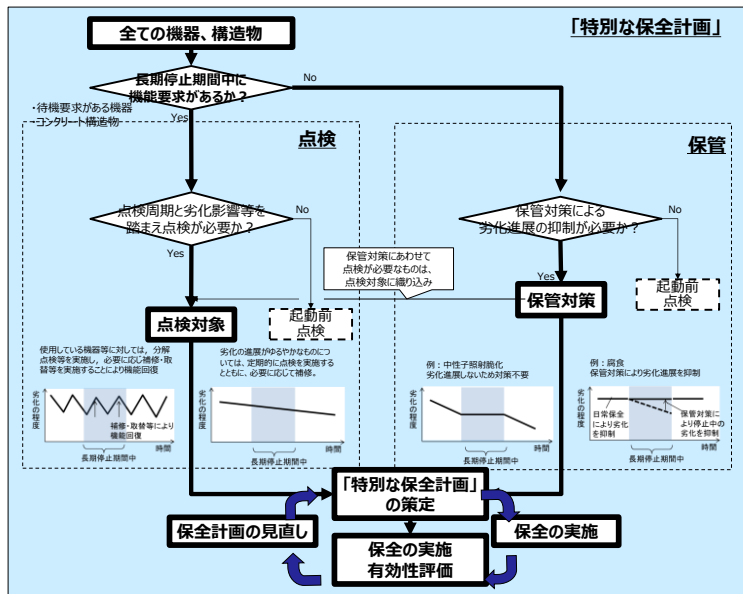 「特別な保全計画」
全ての機器、構造物
長期停止期間中に
機能要求があるか？
No
Yes
・待機要求がある機器
・コンクリート構造物
点検
保管
点検周期と劣化影響等を
踏まえ点検が必要か？
No
Yes
保管対策による
劣化進展の抑制が必要か？
No
Yes
保管対策にあわせて
点検が必要なものは、
点検対象に織り込み
点検対象
起動前
点検
保管対策
起動前
点検
使用している機器等に対しては，分解
点検等を実施し，必要に応じ補修・取
替等を実施することにより機能回復
劣化の進展がゆるやかなものにつ
いては、定期的に点検を実施する
とともに、必要に応じて補修。
例：中性子照射脆化
劣化進展しないため対策不要
例：腐食
保管対策により劣化進展を抑制
劣化の程度
補修・取替等により
機能回復
時間
長期停止期間中
劣化の程度
時間
長期停止期間中
劣化の程度
時間
長期停止期間中
劣化の程度
日常保全
により劣化
を抑制
保管対策に
より停止中の
劣化を抑制
時間
長期停止期間中
「特別な保全計画」
の策定
保全計画の見直し
保全の実施
保全の実施
有効性評価